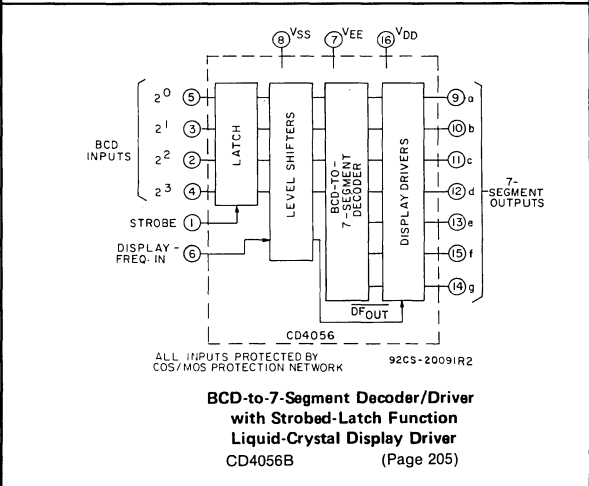 8 VSS 7 VEE 16 VDD
BCD INPUTS
2^0 5
2^1 3
2^2 2
2^3 4
STROBE 1
DISPLAY-FREQ. IN 6
LATCH
LEVEL SHIFTERS
BCD-TO-7-SEGMENT DECODER
DISPLAY DRIVERS
9 a
10 b
11 c
12 d
13 e
15 f
14 g
7-SEGMENT OUTPUTS
DFOUT
CD4056
ALL INPUTS PROTECTED BY
COS/MOS PROTECTION NETWORK
92CS-20091R2
BCD-to-7-Segment Decoder/Driver
with Strobed-Latch Function
Liquid-Crystal Display Driver
CD4056B (Page 205)